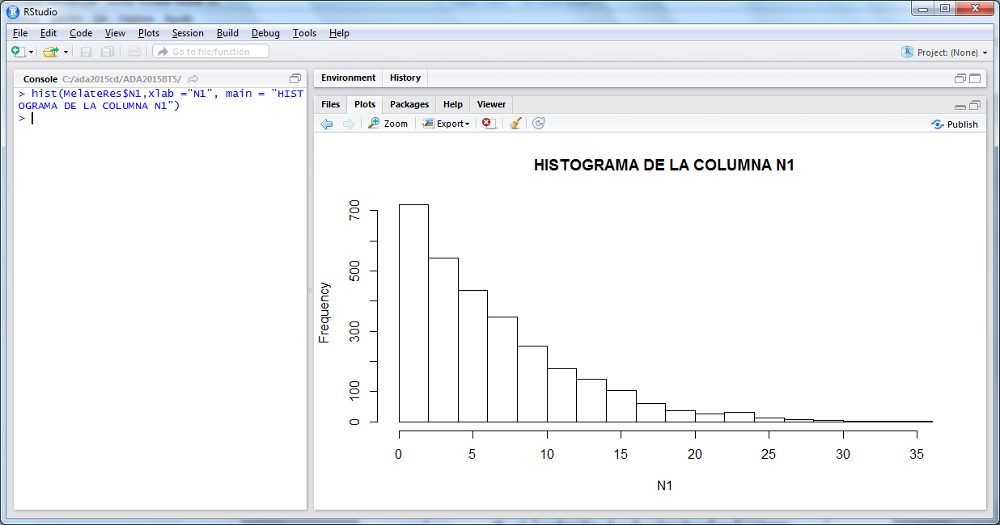 RStudio
File Edit Code View Plots Session Build Debug Tools Help
Go to file/function
Project: (None)
Console C:/ada2015cd/ADA2015BT5/
> hist(MelateRes$N1,xlab ="N1", main = "HIST
OGRAMA DE LA COLUMNA N1")
>
Environment History
Files Plots Packages Help Viewer
Zoom Export Publish
HISTOGRAMA DE LA COLUMNA N1
Frequency
700
500
300
100
0
0 5 10 15 20 25 30 35
N1